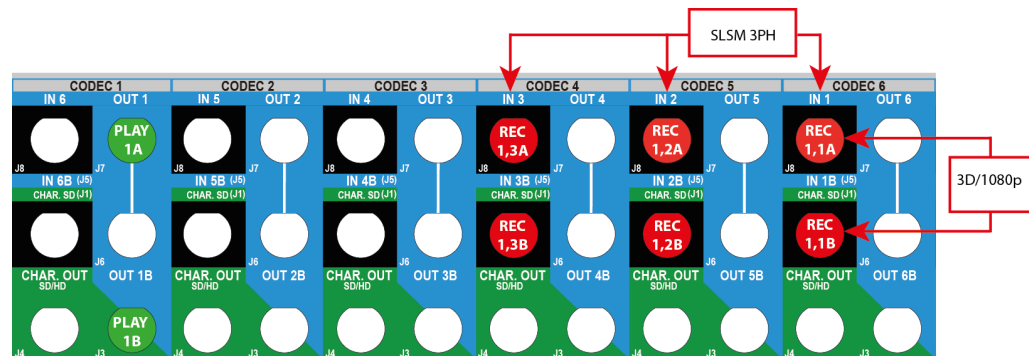 SLSM 3PH
CODEC 1 CODEC 2 CODEC 3 CODEC 4 CODEC 5 CODEC 6
IN 6 OUT 1 IN 5 OUT 2 IN 4 OUT 3 IN 3 OUT 4 IN 2 OUT 5 IN 1 OUT 6
PLAY REC REC REC
1A 1,3A 1,2A 1,1A
J8 J7 J8 J7 J8 J7 J8 J7 J8 J7 J8 J7
3D/1080p
IN 6B (J5) IN 5B (J5) IN 4B (J5) IN 3B (J5) IN 2B (J5) IN 1B (J5)
CHAR. SD (J1) CHAR. SD (J1) CHAR. SD (J1) CHAR. SD (J1) CHAR. SD (J1) CHAR. SD (J1)
REC REC REC
1,3B 1,2B 1,1B
J6 J6 J6 J6 J6 J6
CHAR. OUT OUT 1B CHAR. OUT OUT 2B CHAR. OUT OUT 3B CHAR. OUT OUT 4B CHAR. OUT OUT 5B CHAR. OUT OUT 6B
SD/HD SD/HD SD/HD SD/HD SD/HD SD/HD
PLAY
1B
J4 J3 J4 J3 J4 J3 J4 J3 J4 J3 J4 J3